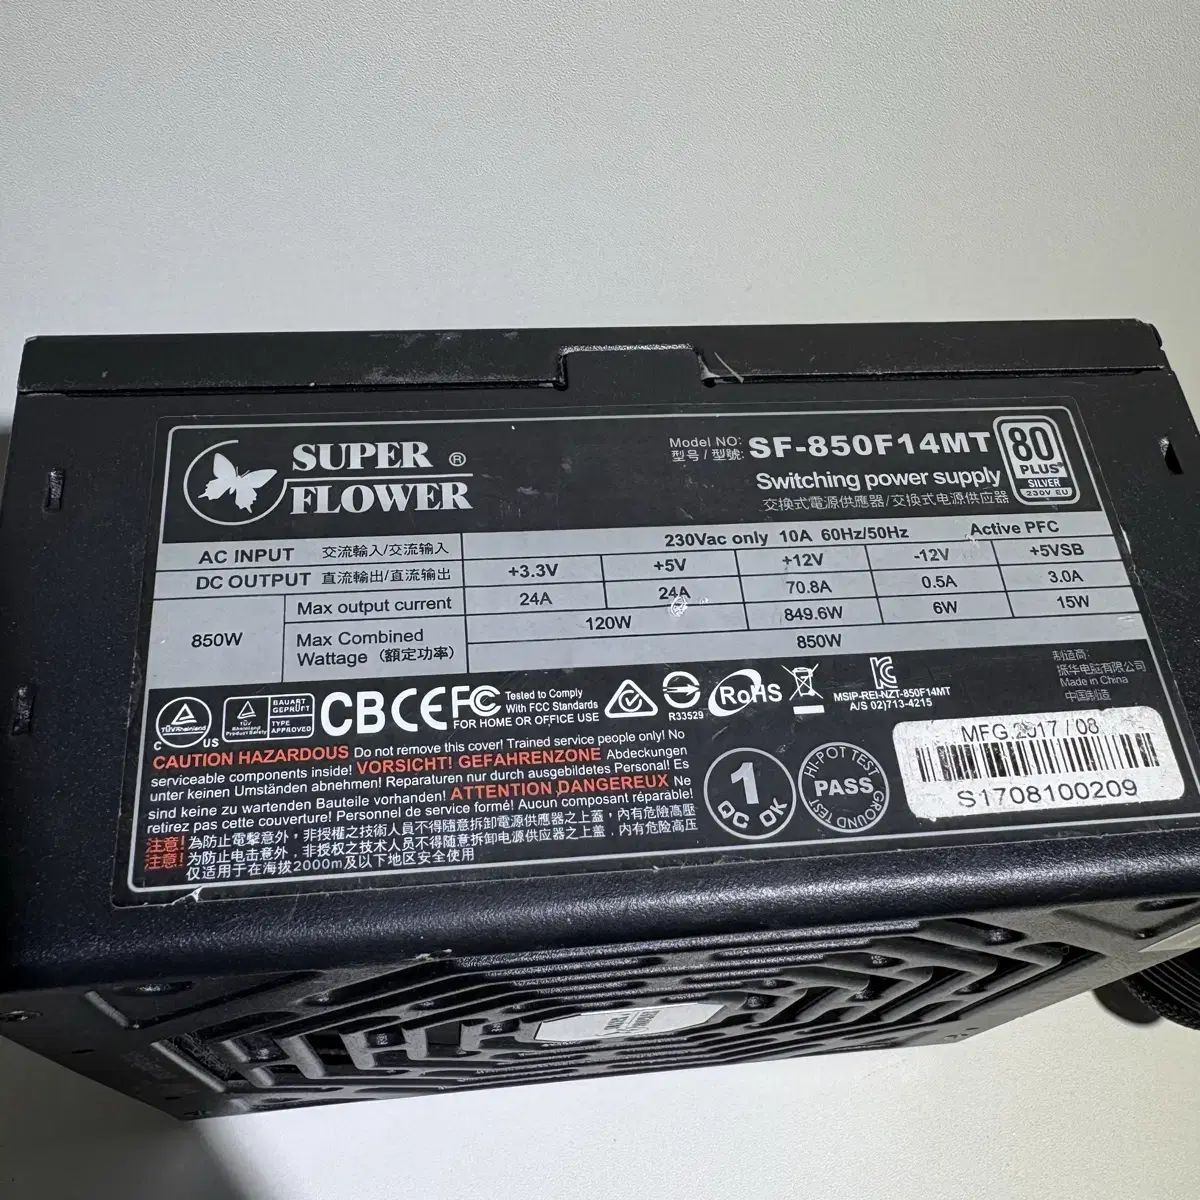 SUPER ®
FLOWER
Model NO:
型号 / 型號:
SF-850F14MT
Switching power supply
交換式電源供應器/交换式电源供应器
80
PLUS
SILVER
230V EU
AC INPUT 交流輸入/交流输入 230Vac only 10A 60Hz/50Hz Active PFC
DC OUTPUT 直流輸出/直流输出 +3.3V +5V +12V -12V +5VSB
850W
Max output current 24A 24A 70.8A 0.5A 3.0A
Max Combined
Wattage (額定功率)
120W 849.6W 6W 15W
850W
TÜVRheinland
C US
TÜV
Rheinland
Product Safety
BAUART
GEPRÜFT
TYPE
APPROVED
CB CE FC
Tested to Comply
With FCC Standards
FOR HOME OR OFFICE USE
R33529
RoHS
MSIP-REI-NZT-850F14MT
A/S 02)713-4215
制造商:
振华电脑有限公司
Made in China
中国制造
CAUTION HAZARDOUS Do not remove this cover! Trained service people only! No
serviceable components inside! VORSICHT! GEFAHRENZONE Abdeckungen
unter keinen Umständen abnehmen! Reparaturen nur durch ausgebildetes Personal! Es
sind keine zu wartenden Bauteile vorhanden! ATTENTION DANGEREUX Ne
retirez pas cette couverture! Personnel de service formé! Aucun composant réparable!
注意! 為防止電擊意外，非授權之技術人員不得隨意拆卸電源供應器之上蓋，內有危險高壓
注意! 为防止电击意外，非授权之技术人员不得随意拆卸电源供应器之上盖，内有危险高压
仅适用于在海拔2000m及以下地区安全使用
1
QC OK
HI-POT TEST
PASS
GROUND TEST
MFG.2017 / 08
S1708100209